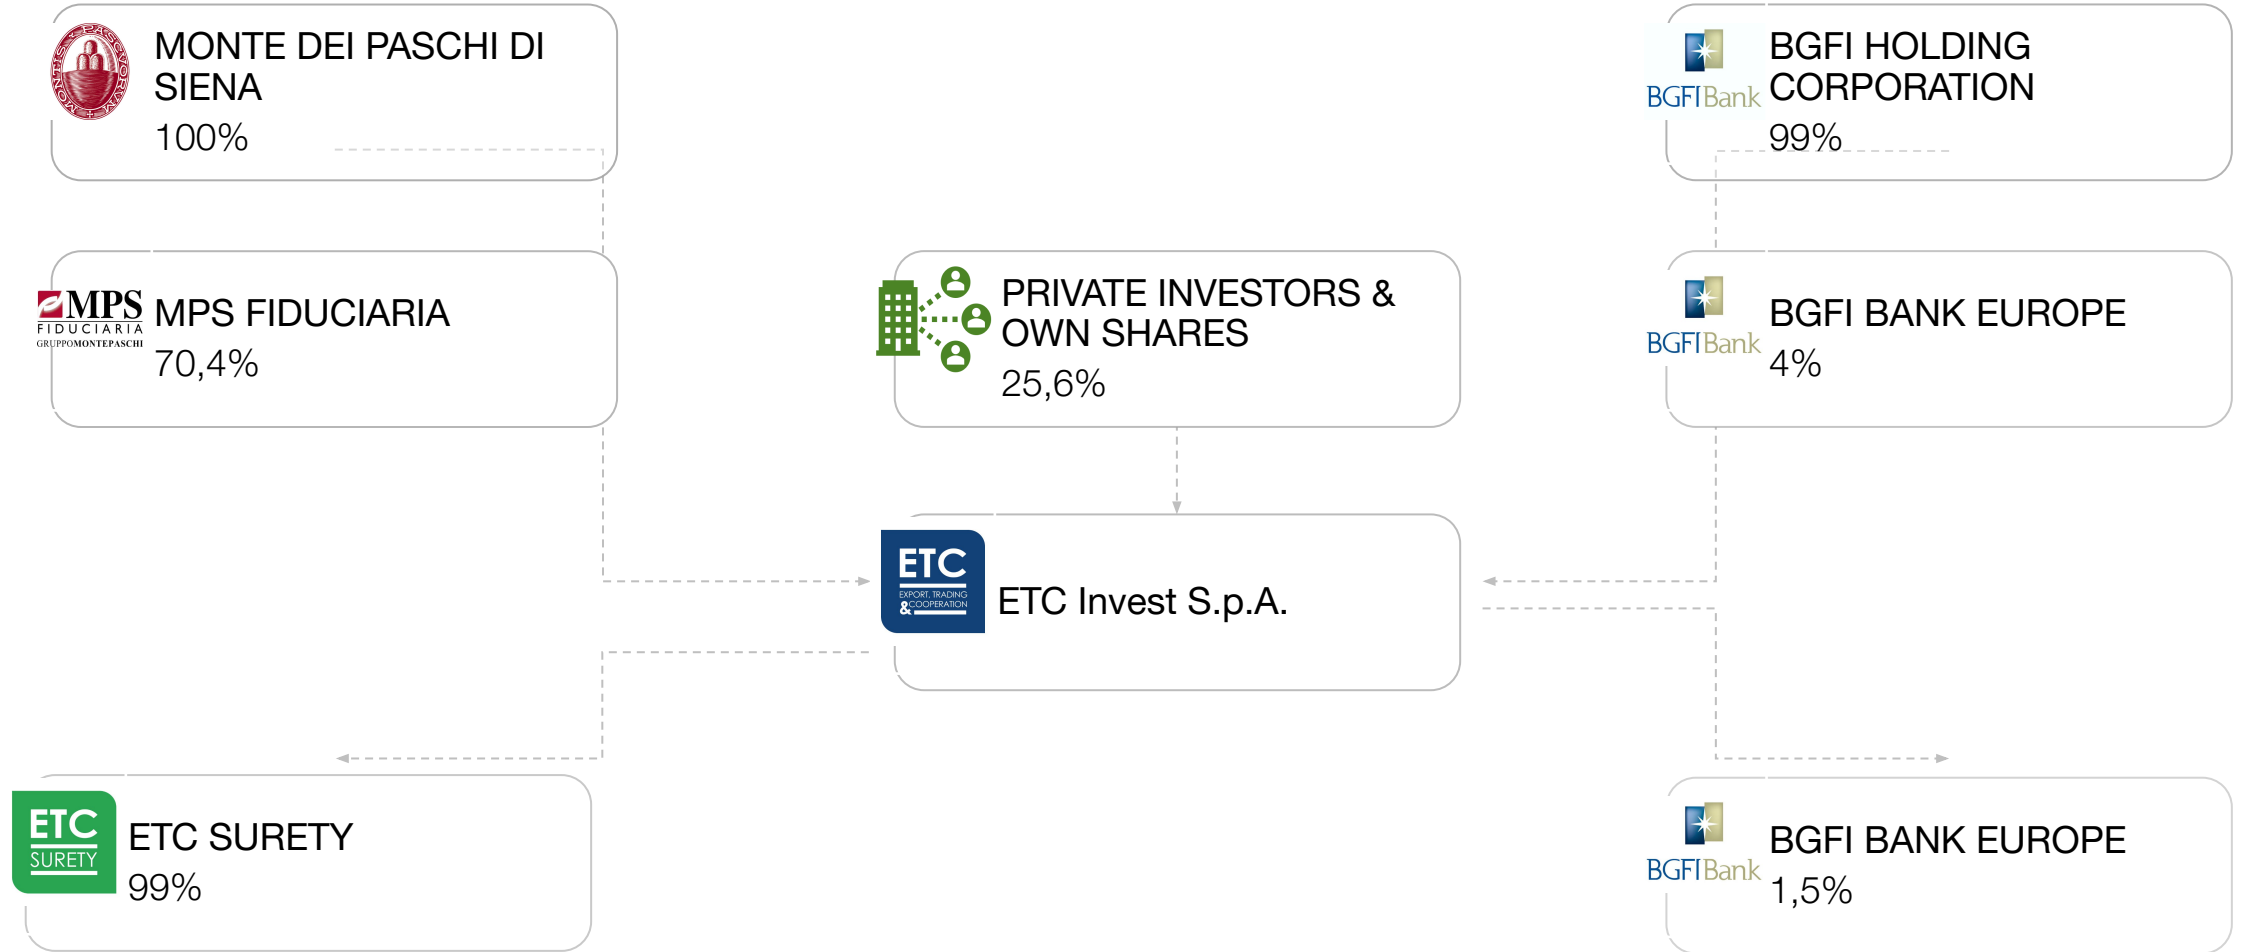 MONTE DEI PASCHI DI
SIENA
100%
MONTIS PASCUORUM
BGFIBank
BGFI HOLDING
CORPORATION
99%
MPS
FIDUCIARIA
GRUPPOMONTEPASCHI
MPS FIDUCIARIA
70,4%
PRIVATE INVESTORS &
OWN SHARES
25,6%
BGFIBank
BGFI BANK EUROPE
4%
ETC
EXPORT, TRADING
& COOPERATION
ETC Invest S.p.A.
ETC
SURETY
ETC SURETY
99%
BGFIBank
BGFI BANK EUROPE
1,5%